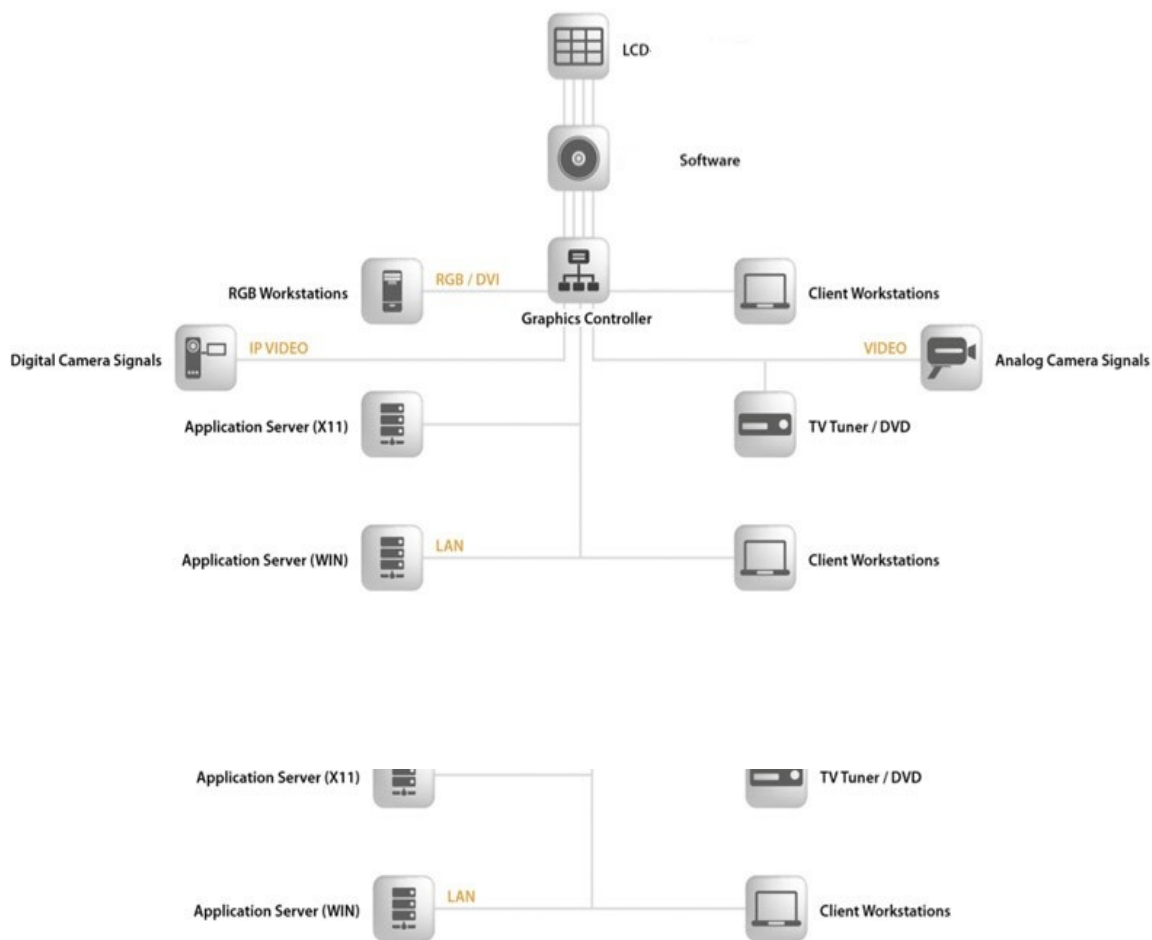 LCD
Software
RGB Workstations
RGB / DVI
Client Workstations
Graphics Controller
Digital Camera Signals
IP VIDEO
VIDEO
Analog Camera Signals
Application Server (X11)
TV Tuner / DVD
Application Server (WIN)
LAN
Client Workstations
Application Server (X11)
TV Tuner / DVD
Application Server (WIN)
LAN
Client Workstations